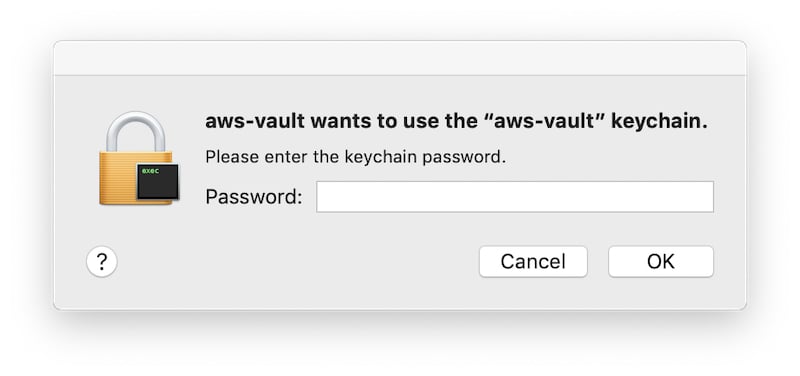 aws-vault wants to use the “aws-vault” keychain.
Please enter the keychain password.
exec
Password:
?
Cancel
OK